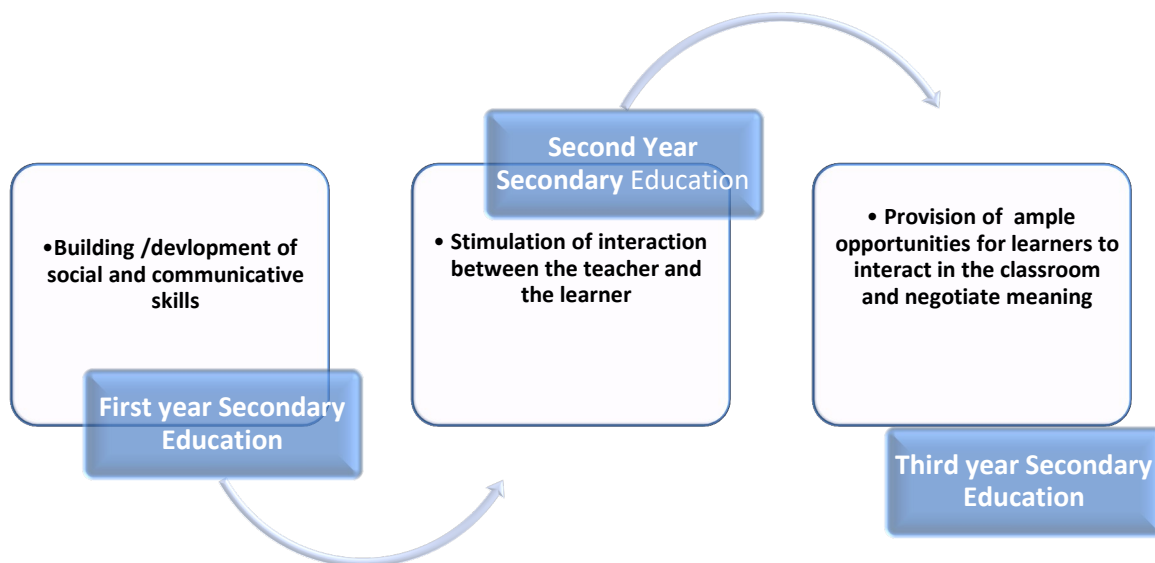 •Building /devlopment of
social and communicative
skills
First year Secondary
Education
Second Year
Secondary Education
• Stimulation of interaction
between the teacher and
the learner
• Provision of ample
opportunities for learners to
interact in the classroom
and negotiate meaning
Third year Secondary
Education